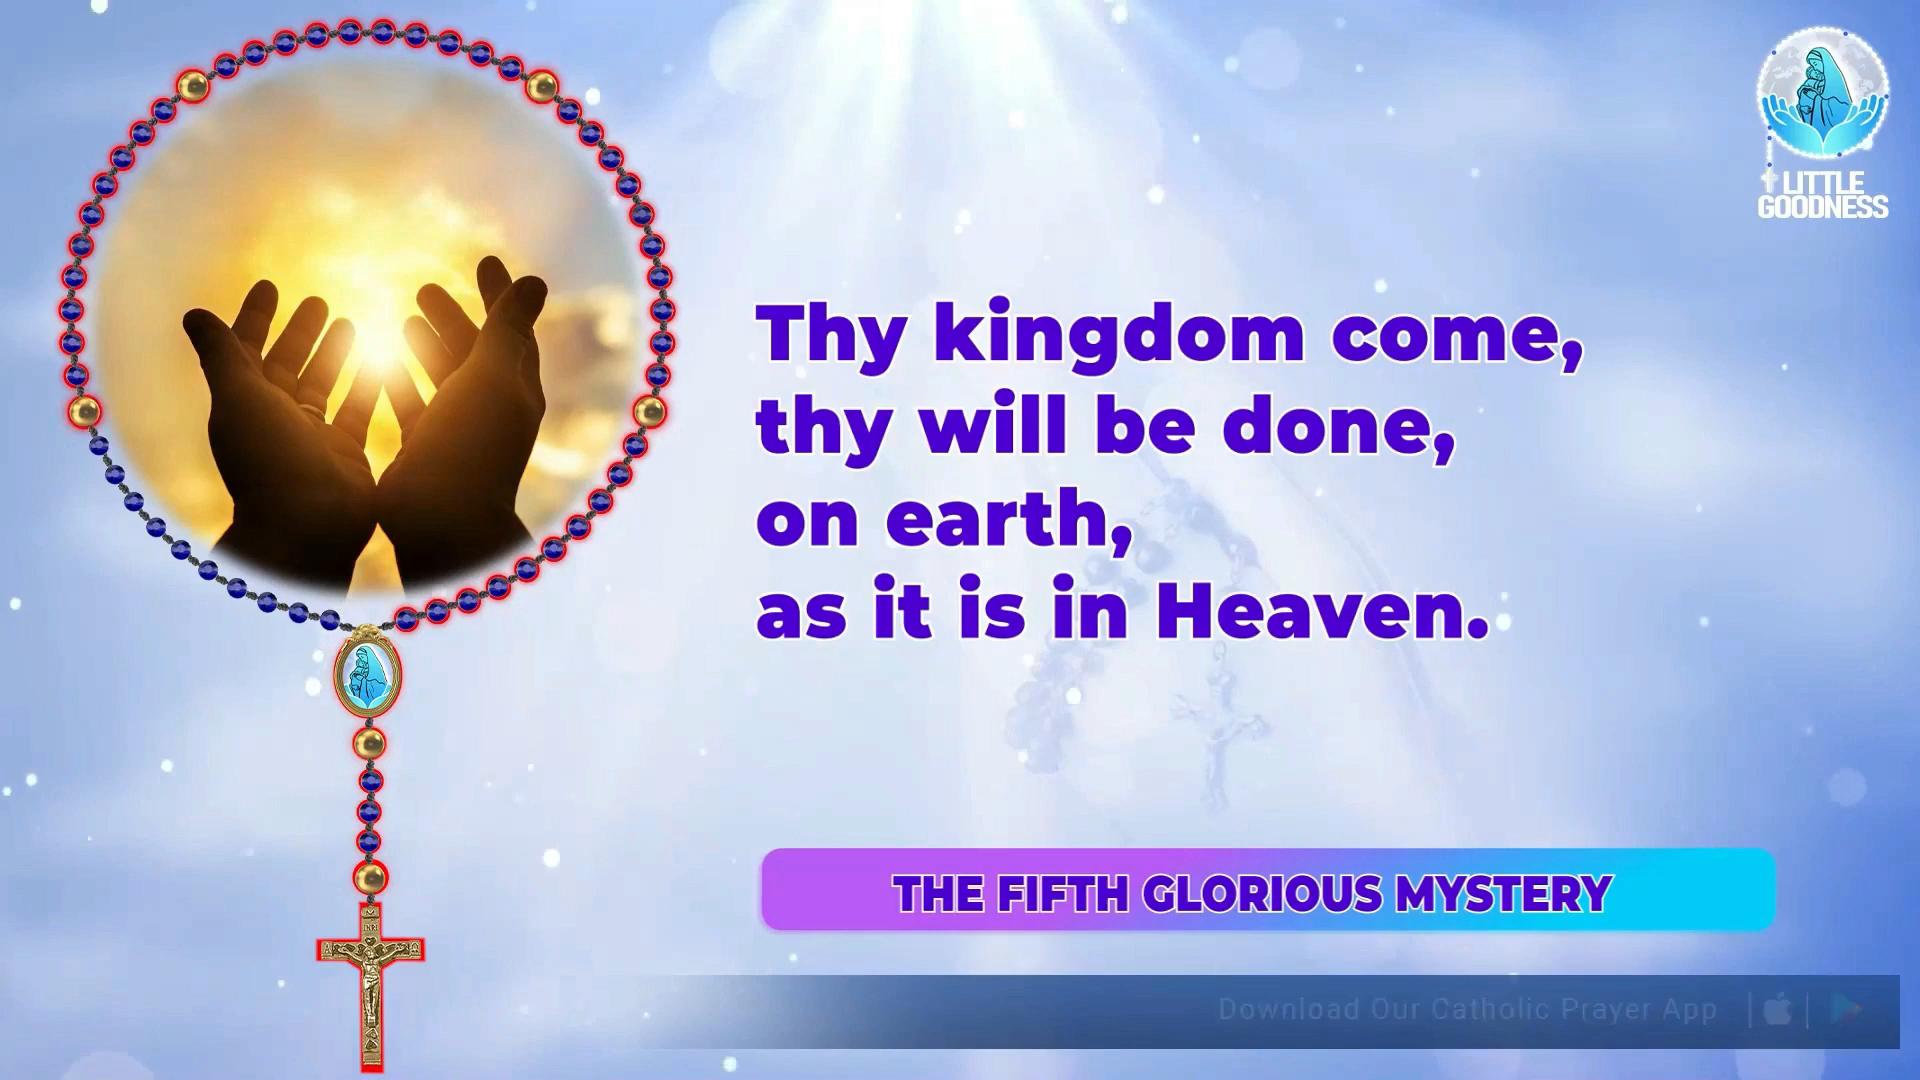 LITTLE
GOODNESS
Thy kingdom come,
thy will be done,
on earth,
as it is in Heaven.
THE FIFTH GLORIOUS MYSTERY
Download Our Catholic Prayer App
INRI